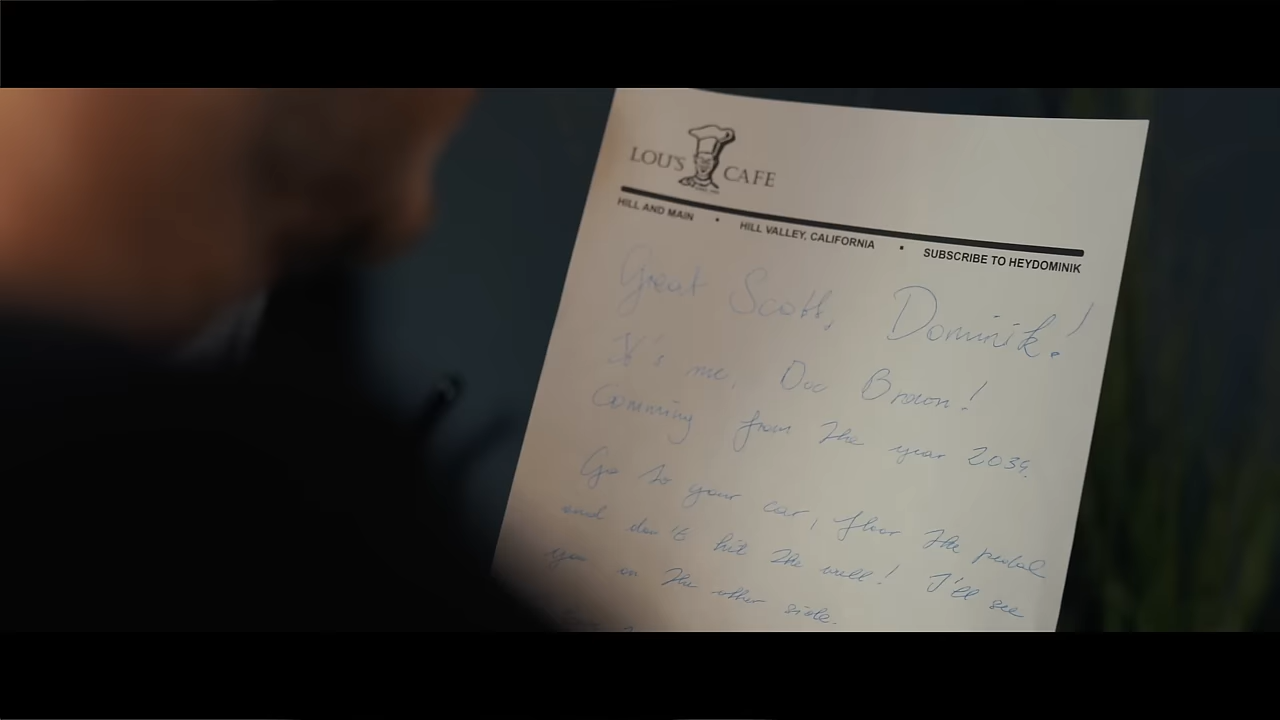 LOU'S CAFE
HILL AND MAIN • HILL VALLEY, CALIFORNIA • SUBSCRIBE TO HEYDOMINIK
Great Scott, Dominik!
It's me, Doc Brown!
Comming from the year 2034.
Go to your car, floor the pedal
and don't hit the wall! I'll see
you on the other side.